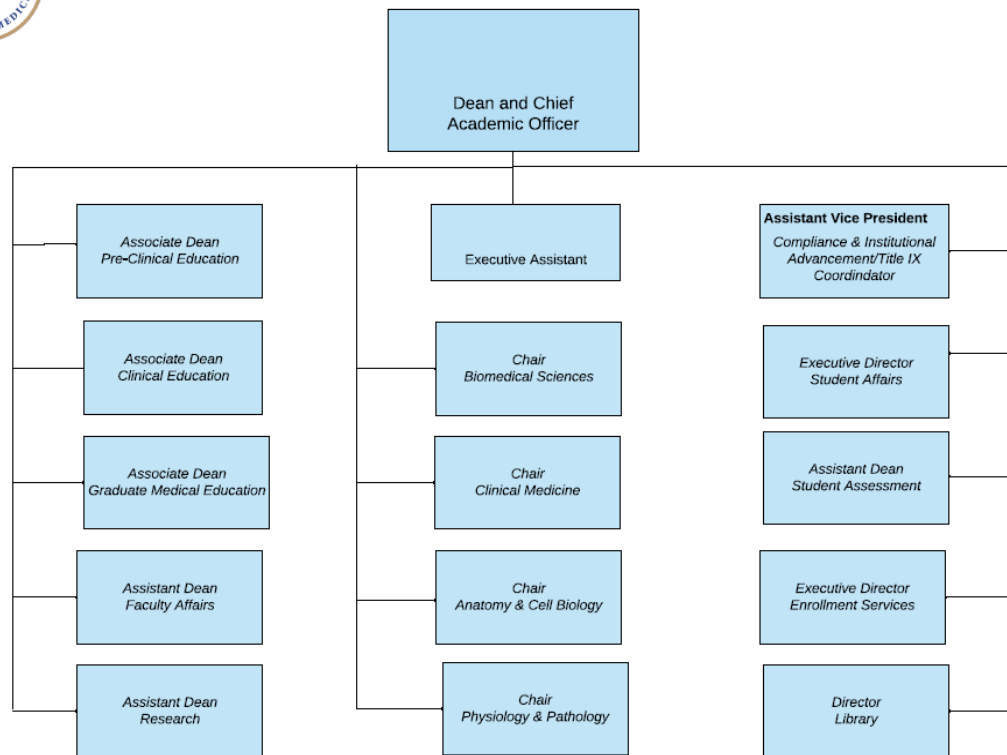 MEDIC
Dean and Chief
Academic Officer
Associate Dean
Pre-Clinical Education
Executive Assistant
Assistant Vice President
Compliance & Institutional
Advancement/Title IX
Coordindator
Associate Dean
Clinical Education
Chair
Biomedical Sciences
Executive Director
Student Affairs
Associate Dean
Graduate Medical Education
Chair
Clinical Medicine
Assistant Dean
Student Assessment
Assistant Dean
Faculty Affairs
Chair
Anatomy & Cell Biology
Executive Director
Enrollment Services
Assistant Dean
Research
Chair
Physiology & Pathology
Director
Library